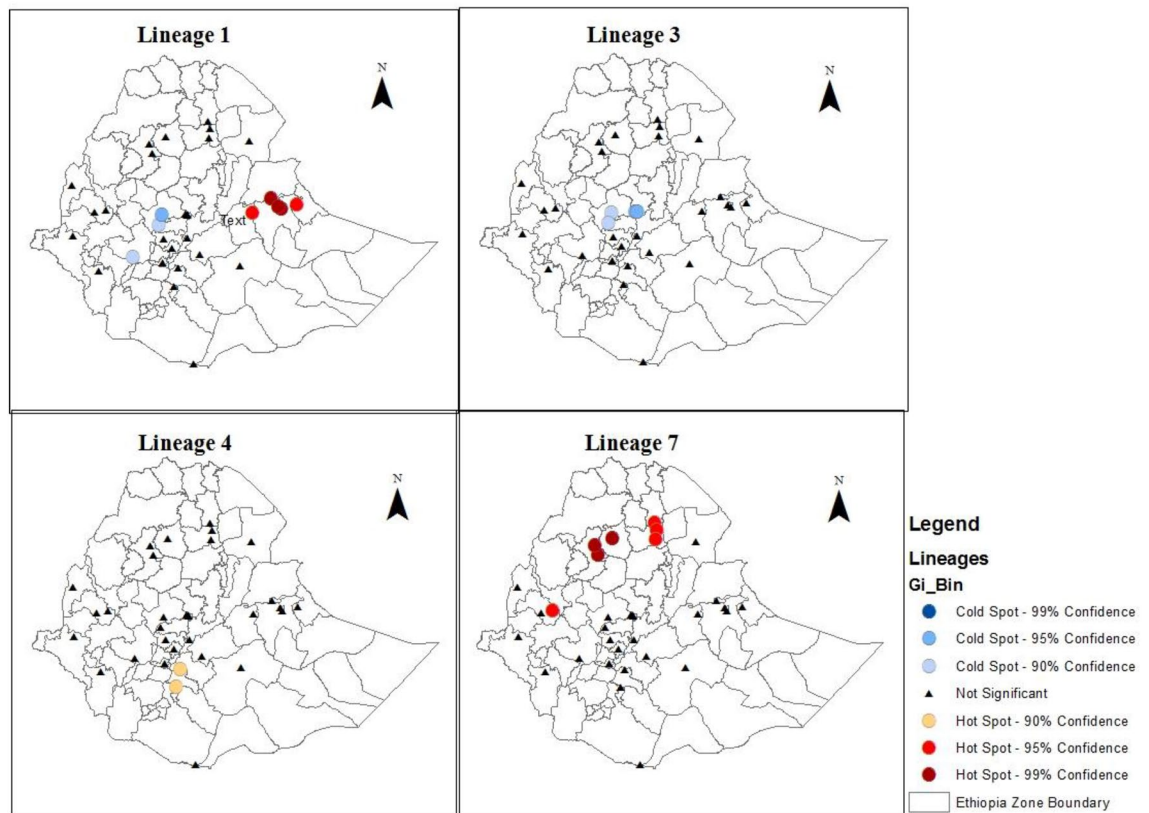 Lineage 1
N
Text
Lineage 3
N
Lineage 4
N
Lineage 7
N
Legend
Lineages
Gi_Bin
Cold Spot - 99% Confidence
Cold Spot - 95% Confidence
Cold Spot - 90% Confidence
Not Significant
Hot Spot - 90% Confidence
Hot Spot - 95% Confidence
Hot Spot - 99% Confidence
Ethiopia Zone Boundary